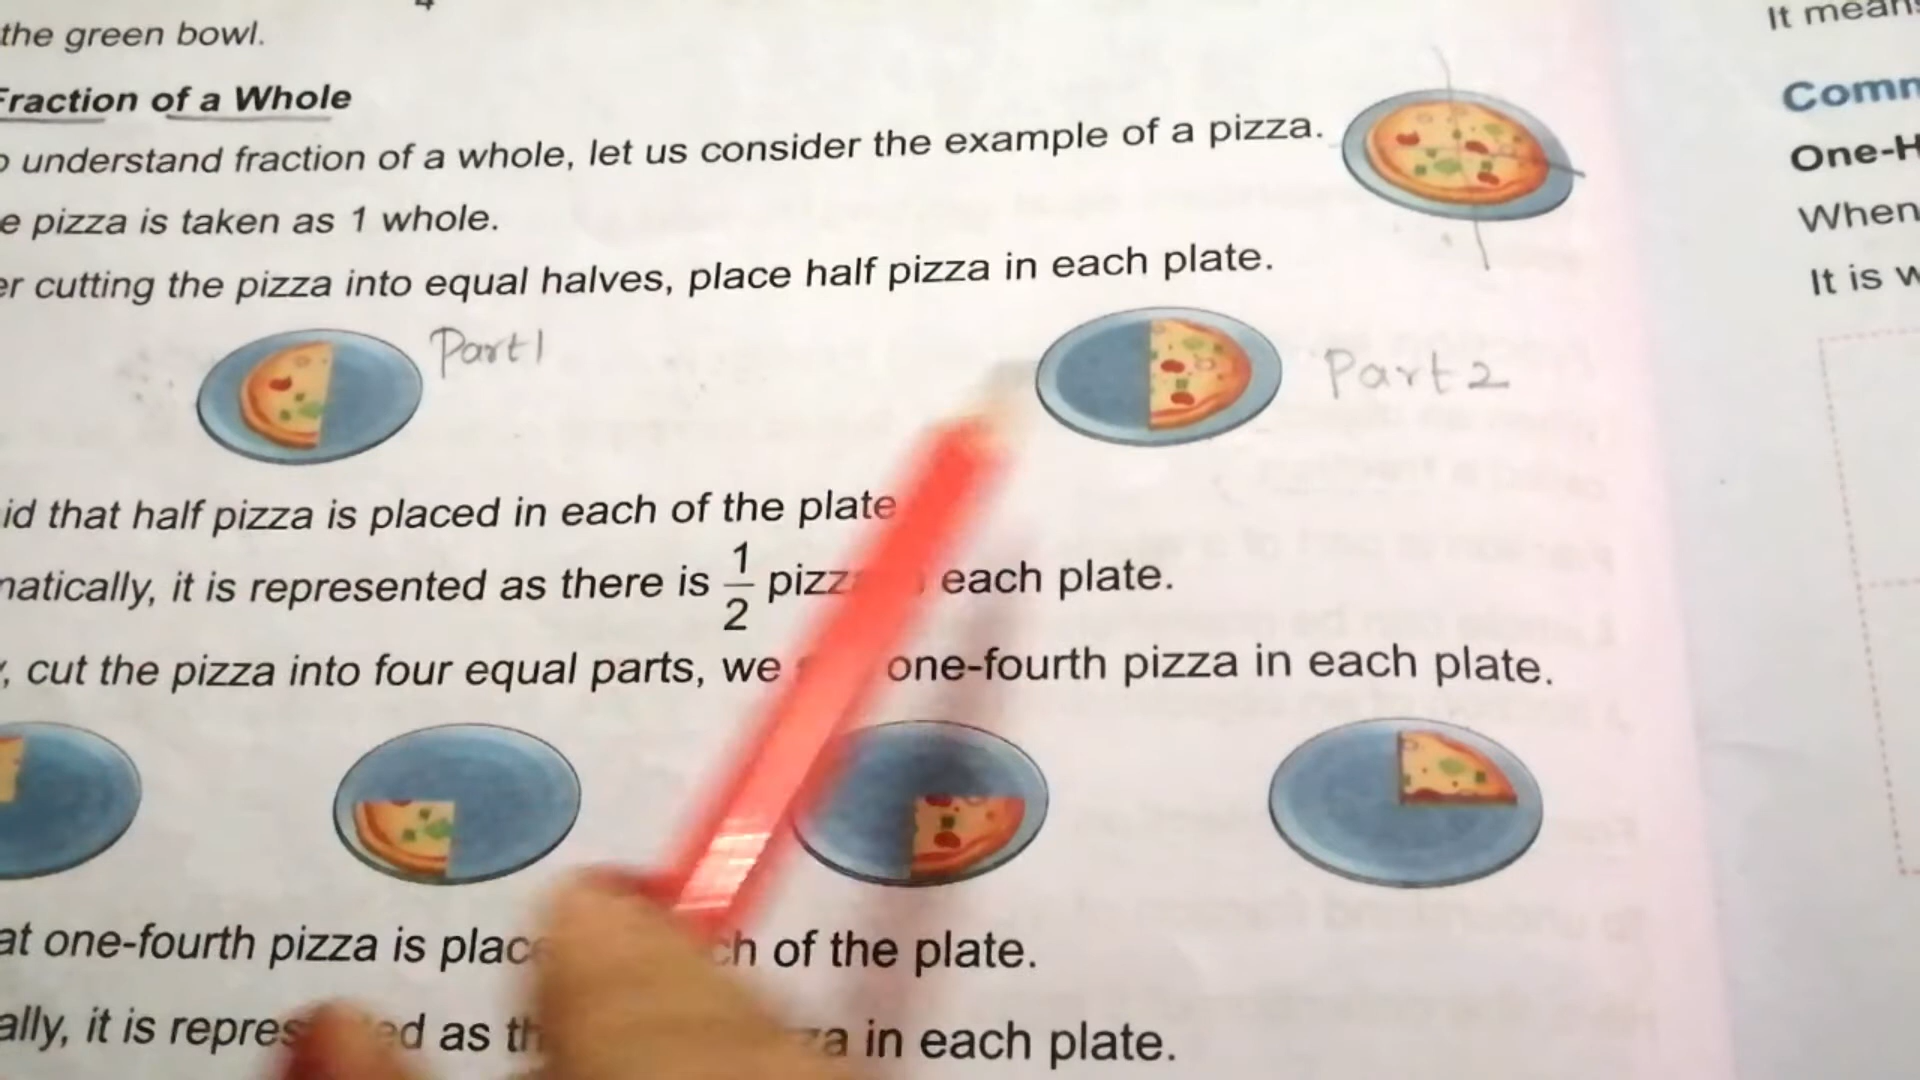 4
the green bowl.
Fraction of a Whole
understand fraction of a whole, let us consider the example of a pizza.
e pizza is taken as 1 whole.
er cutting the pizza into equal halves, place half pizza in each plate.
Part1
Part2
id that half pizza is placed in each of the plate
matically, it is represented as there is 1/2 pizz each plate.
, cut the pizza into four equal parts, we one-fourth pizza in each plate.
at one-fourth pizza is plac ch of the plate.
ally, it is repres ed as th za in each plate.
It mean
Comm
One-H
When
It is w